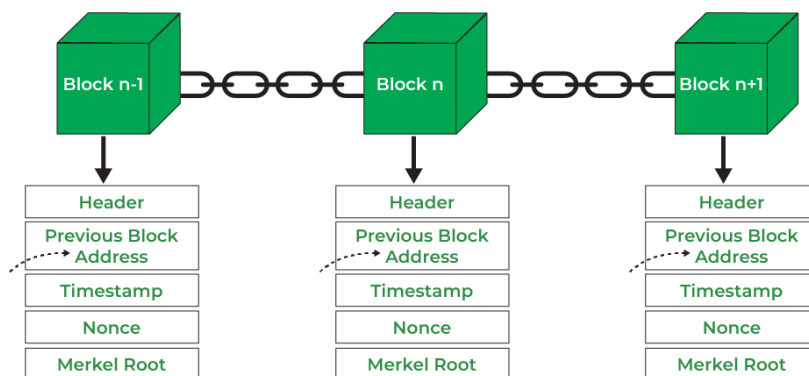 Block n-1
Block n
Block n+1
Header
Header
Header
Previous Block
Address
Previous Block
Address
Previous Block
Address
Timestamp
Timestamp
Timestamp
Nonce
Nonce
Nonce
Merkel Root
Merkel Root
Merkel Root